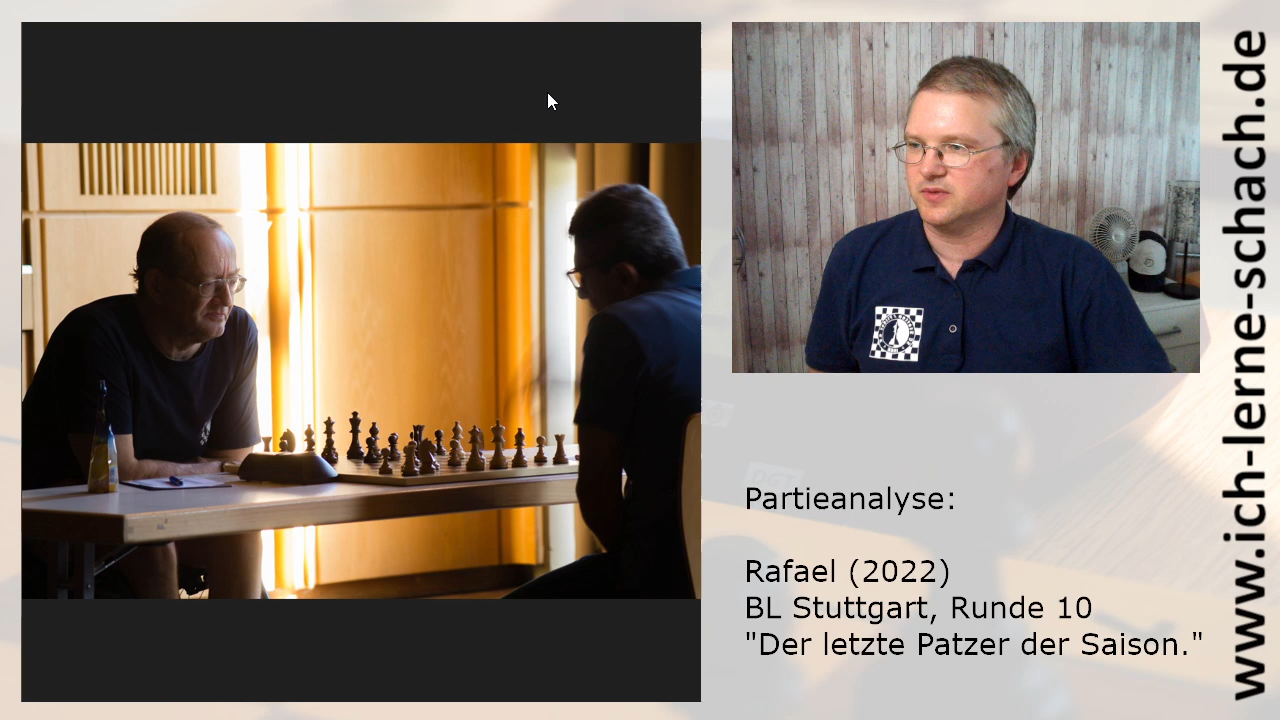 Partieanalyse:
Rafael (2022)
BL Stuttgart, Runde 10
"Der letzte Patzer der Saison."
www.ich-lerne-schach.de